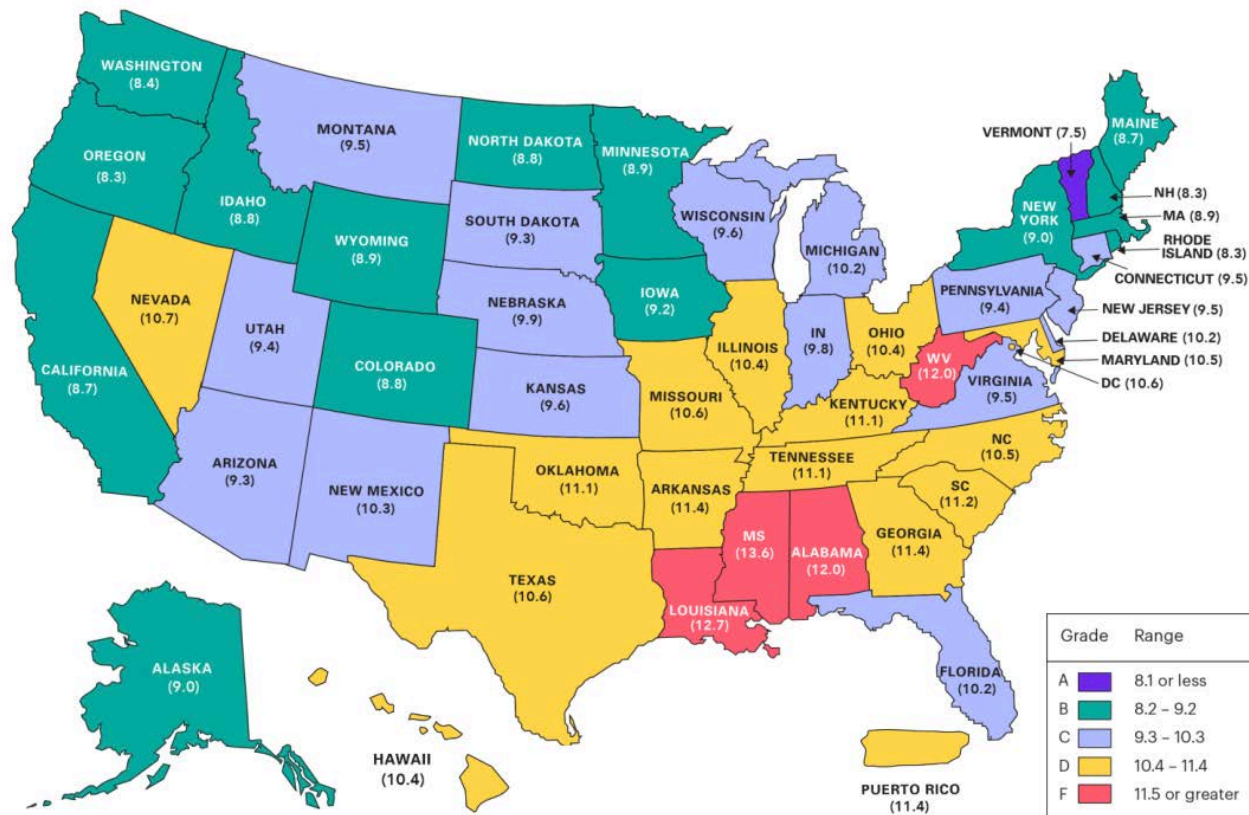 WASHINGTON
(8.4)
OREGON
(8.3)
CALIFORNIA
(8.7)
NEVADA
(10.7)
IDAHO
(8.8)
MONTANA
(9.5)
WYOMING
(8.9)
UTAH
(9.4)
COLORADO
(8.8)
ARIZONA
(9.3)
NEW MEXICO
(10.3)
NORTH DAKOTA
(8.8)
SOUTH DAKOTA
(9.3)
NEBRASKA
(9.9)
KANSAS
(9.6)
OKLAHOMA
(11.1)
TEXAS
(10.6)
MINNESOTA
(8.9)
IOWA
(9.2)
MISSOURI
(10.6)
ARKANSAS
(11.4)
LOUISIANA
(12.7)
WISCONSIN
(9.6)
ILLINOIS
(10.4)
MICHIGAN
(10.2)
IN
(9.8)
OHIO
(10.4)
KENTUCKY
(11.1)
TENNESSEE
(11.1)
MS
(13.6)
ALABAMA
(12.0)
GEORGIA
(11.4)
FLORIDA
(10.2)
SC
(11.2)
NC
(10.5)
VIRGINIA
(9.5)
WV
(12.0)
PENNSYLVANIA
(9.4)
NEW
YORK
(9.0)
VERMONT (7.5)
MAINE
(8.7)
NH (8.3)
MA (8.9)
RHODE
ISLAND (8.3)
CONNECTICUT (9.5)
NEW JERSEY (9.5)
DELAWARE (10.2)
MARYLAND (10.5)
DC (10.6)
ALASKA
(9.0)
HAWAII
(10.4)
PUERTO RICO
(11.4)
Grade Range
A 8.1 or less
B 8.2 – 9.2
C 9.3 – 10.3
D 10.4 – 11.4
F 11.5 or greater